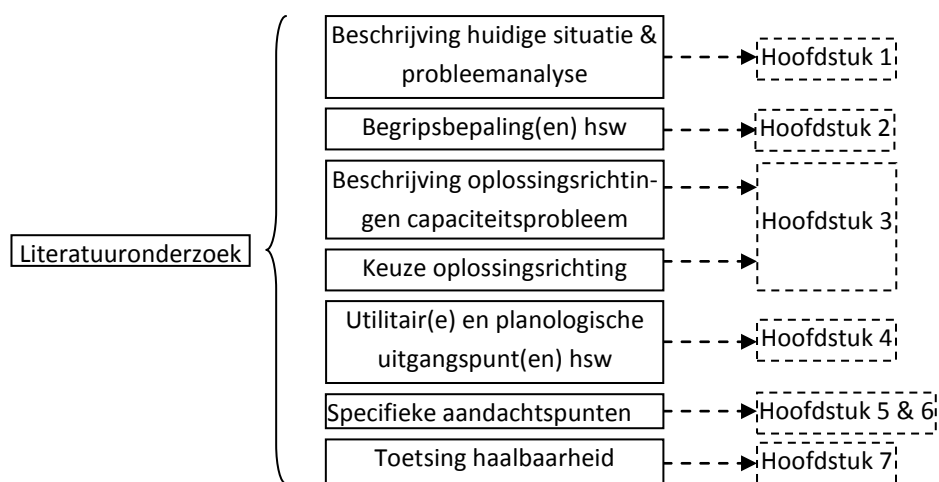 Beschrijving huidige situatie &
probleemanalyse
Hoofdstuk 1
Begripsbepaling(en) hsw
Hoofdstuk 2
Beschrijving oplossingsrichtin-
gen capaciteitsprobleem
Hoofdstuk 3
Literatuuronderzoek
Keuze oplossingsrichting
Utilitair(e) en planologische
uitgangspunt(en) hsw
Hoofdstuk 4
Specifieke aandachtspunten
Hoofdstuk 5 & 6
Toetsing haalbaarheid
Hoofdstuk 7